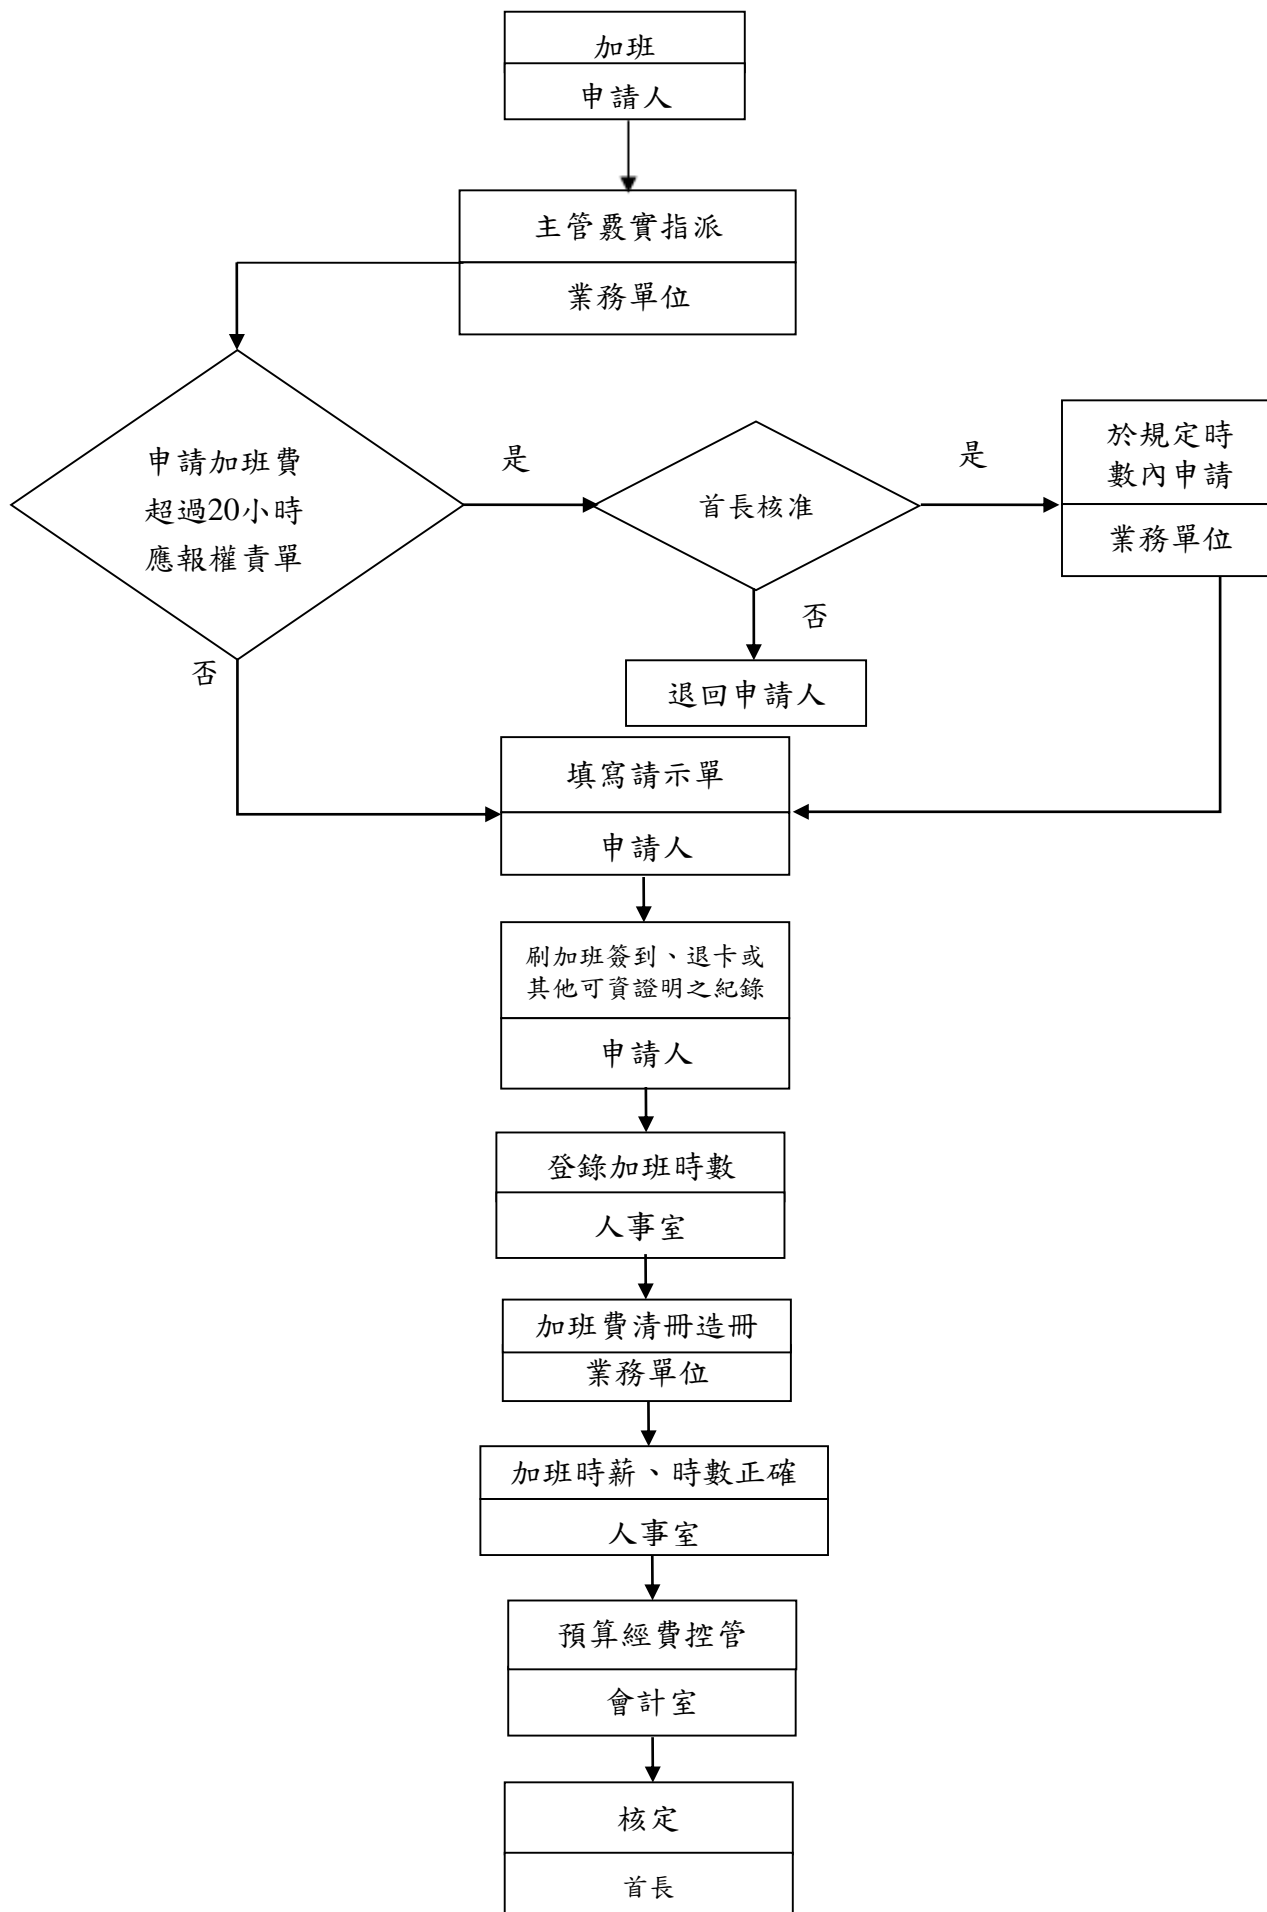 加班
申請人
主管覈實指派
業務單位
申請加班費
超過20小時
應報權責單
是
首長核准
是
於規定時
數內申請
業務單位
否
退回申請人
否
填寫請示單
申請人
刷加班簽到、退卡或
其他可資證明之紀錄
申請人
登錄加班時數
人事室
加班費清冊造冊
業務單位
加班時薪、時數正確
人事室
預算經費控管
會計室
核定
首長